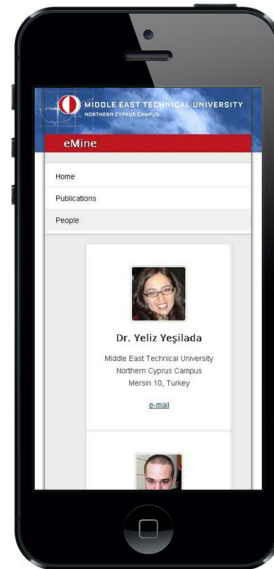 MIDDLE EAST TECHNICAL UNIVERSITY
NORTHERN CYPRUS CAMPUS
eMine
Home
Publications
People
Dr. Yeliz Yeşilada
Middle East Technical University
Northern Cyprus Campus
Mersin 10, Turkey
e-mail